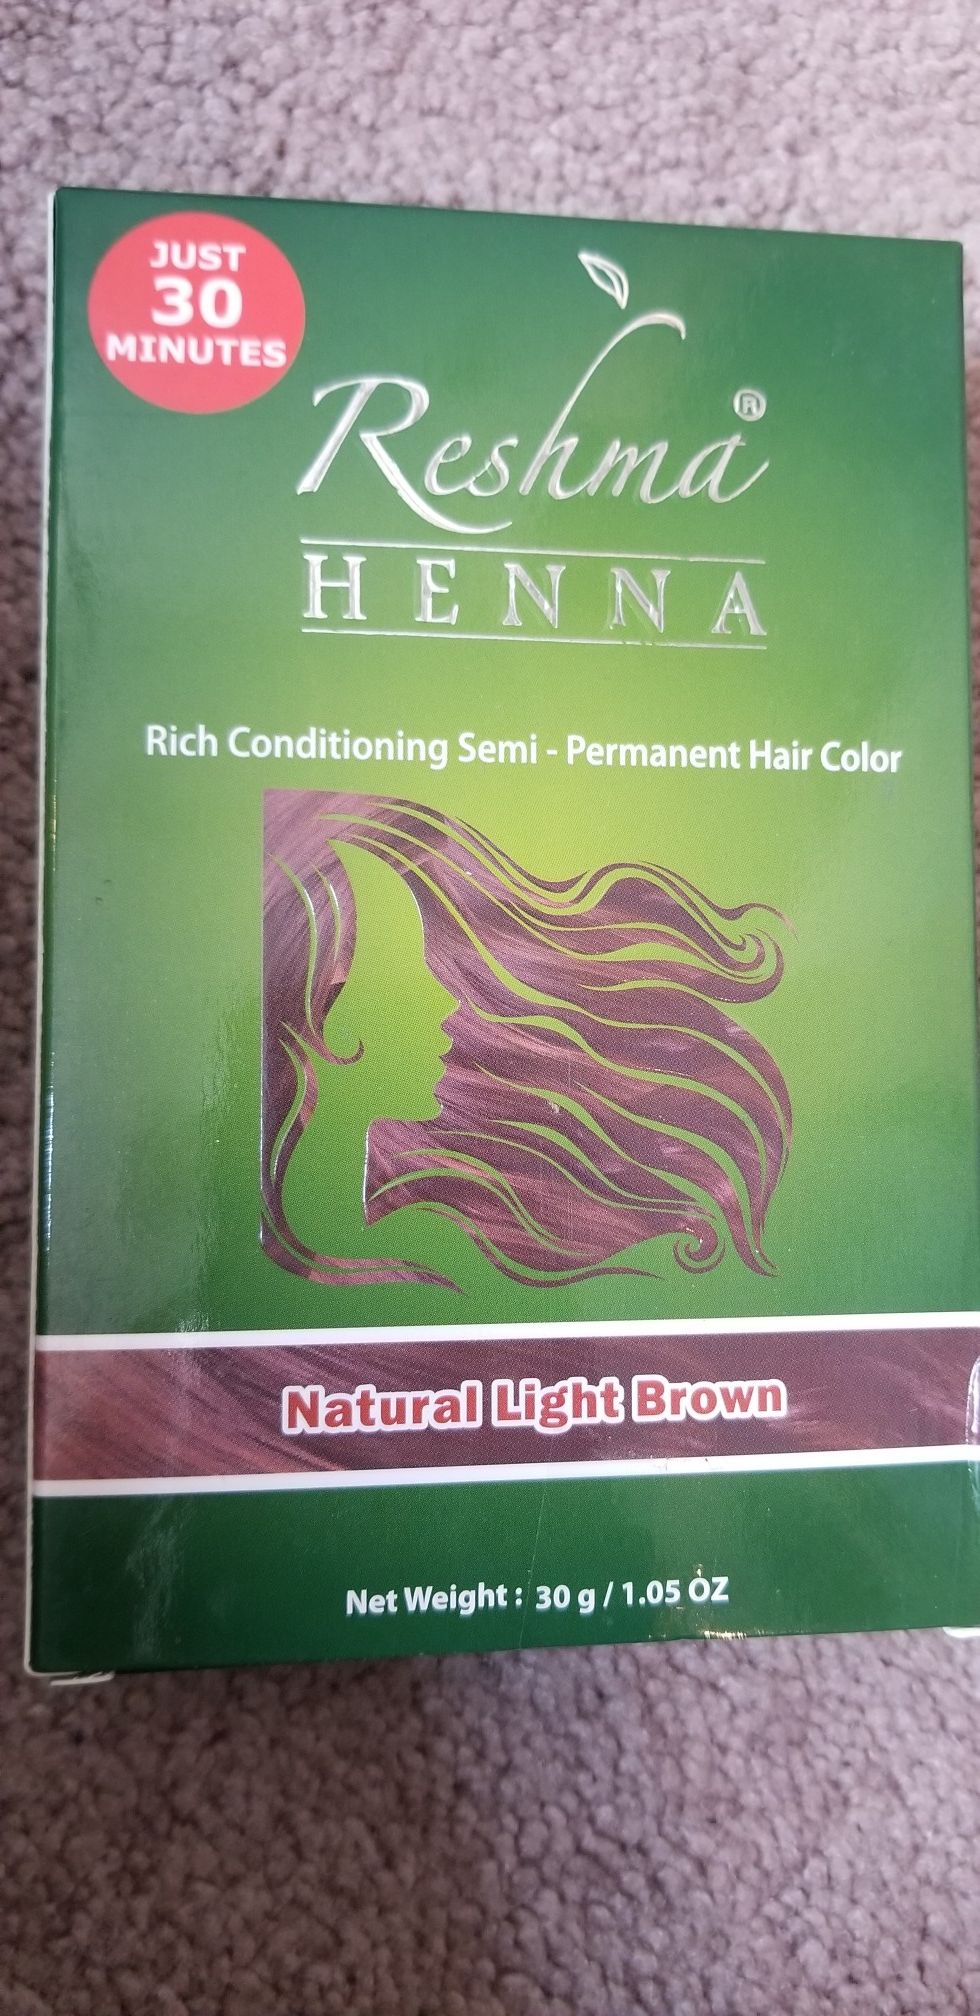 JUST
30
MINUTES
Reshma®
HENNA
Rich Conditioning Semi - Permanent Hair Color
Natural Light Brown
Net Weight : 30 g / 1.05 OZ